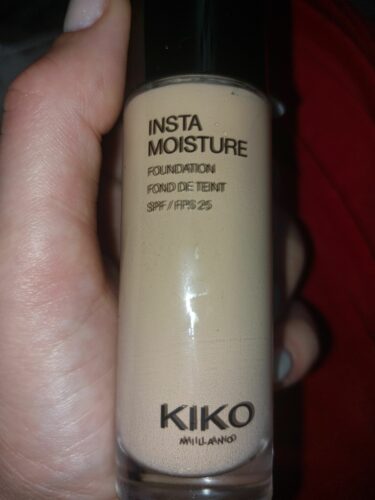 INSTA
MOISTURE
FOUNDATION
FOND DE TEINT
SPF / FPS 25
KIKO
MILANO